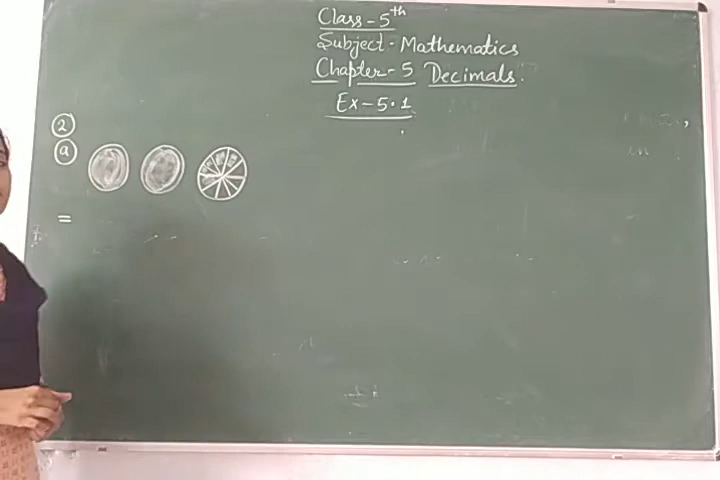 Class - 5th
Subject - Mathematics
Chapter - 5 Decimals:
Ex - 5.1
2
a
=